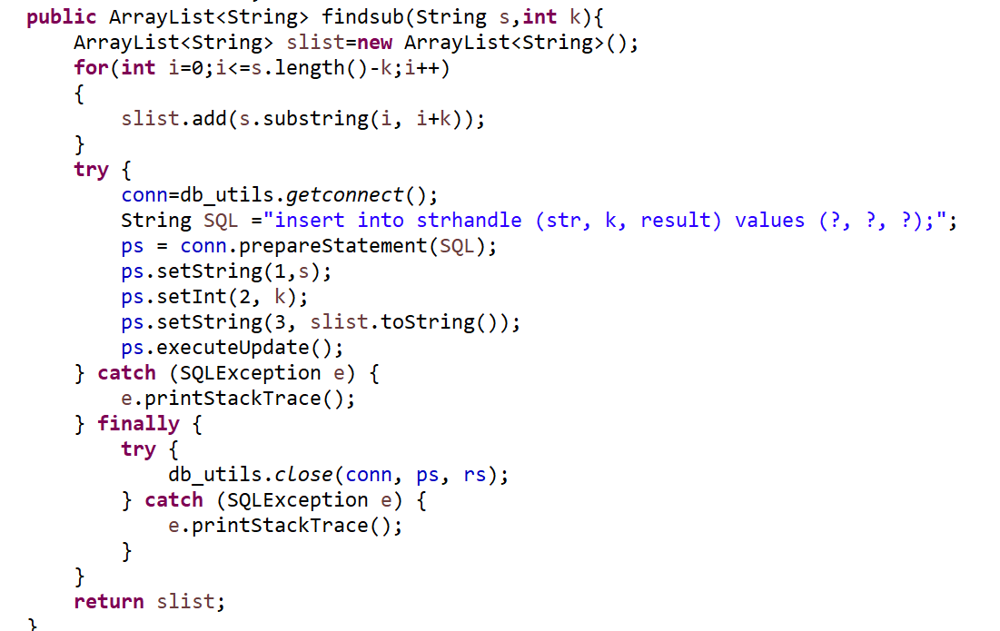 public ArrayList<String> findsub(String s,int k){
ArrayList<String> slist=new ArrayList<String>();
for(int i=0;i<=s.length()-k;i++)
{
slist.add(s.substring(i, i+k));
}
try {
conn=db_utils.getconnect();
String SQL ="insert into strhandle (str, k, result) values (?, ?, ?);";
ps = conn.prepareStatement(SQL);
ps.setString(1,s);
ps.setInt(2, k);
ps.setString(3, slist.toString());
ps.executeUpdate();
} catch (SQLException e) {
e.printStackTrace();
} finally {
try {
db_utils.close(conn, ps, rs);
} catch (SQLException e) {
e.printStackTrace();
}
}
return slist;
}